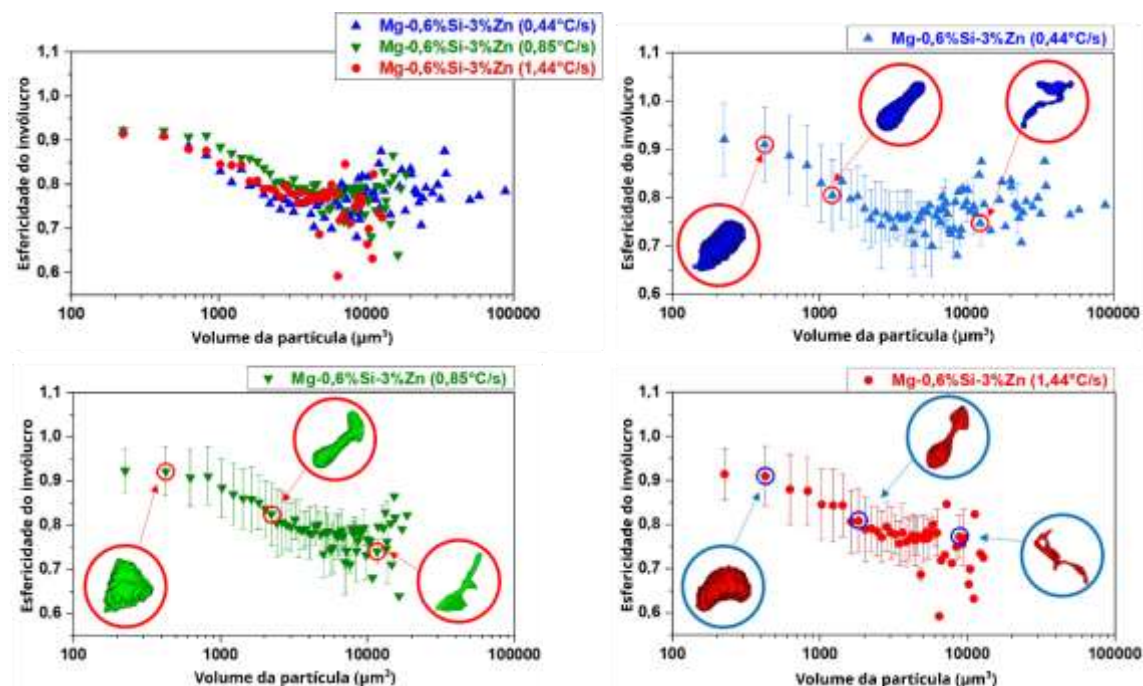 Mg-0,6%Si-3%Zn (0,44°C/s)
Mg-0,6%Si-3%Zn (0,85°C/s)
Mg-0,6%Si-3%Zn (1,44°C/s)
1,1
1,0
0,9
0,8
0,7
0,6
Esfericidade do invólucro
100
1000
10000
100000
Volume da partícula (µm³)
Mg-0,6%Si-3%Zn (0,44°C/s)
1,1
1,0
0,9
0,8
0,7
0,6
Esfericidade do invólucro
100
1000
10000
100000
Volume da partícula (µm³)
Mg-0,6%Si-3%Zn (0,85°C/s)
1,1
1,0
0,9
0,8
0,7
0,6
Esfericidade do invólucro
100
1000
10000
100000
Volume da partícula (µm³)
Mg-0,6%Si-3%Zn (1,44°C/s)
1,1
1,0
0,9
0,8
0,7
0,6
Esfericidade do invólucro
100
1000
10000
100000
Volume da partícula (µm³)